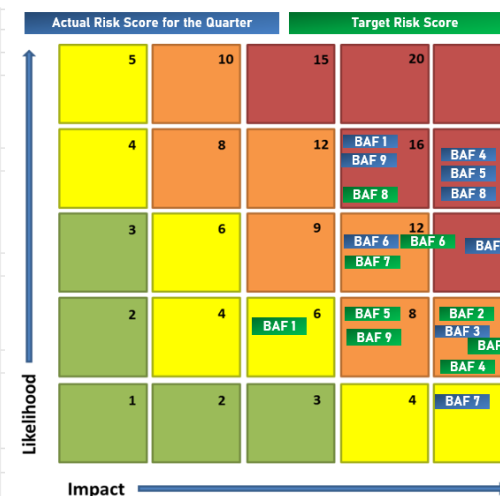 Actual Risk Score for the Quarter
Target Risk Score
5 10 15 20
4 8 12 16
BAF 1
BAF 9
BAF 8
BAF 4
BAF 5
BAF 8
3 6 9 12
BAF 6
BAF 6
BAF
BAF 7
2 4 6 8
BAF 1
BAF 5
BAF 9
BAF 2
BAF 3
BAF
BAF 4
1 2 3 4
BAF 7
Likelihood
Impact